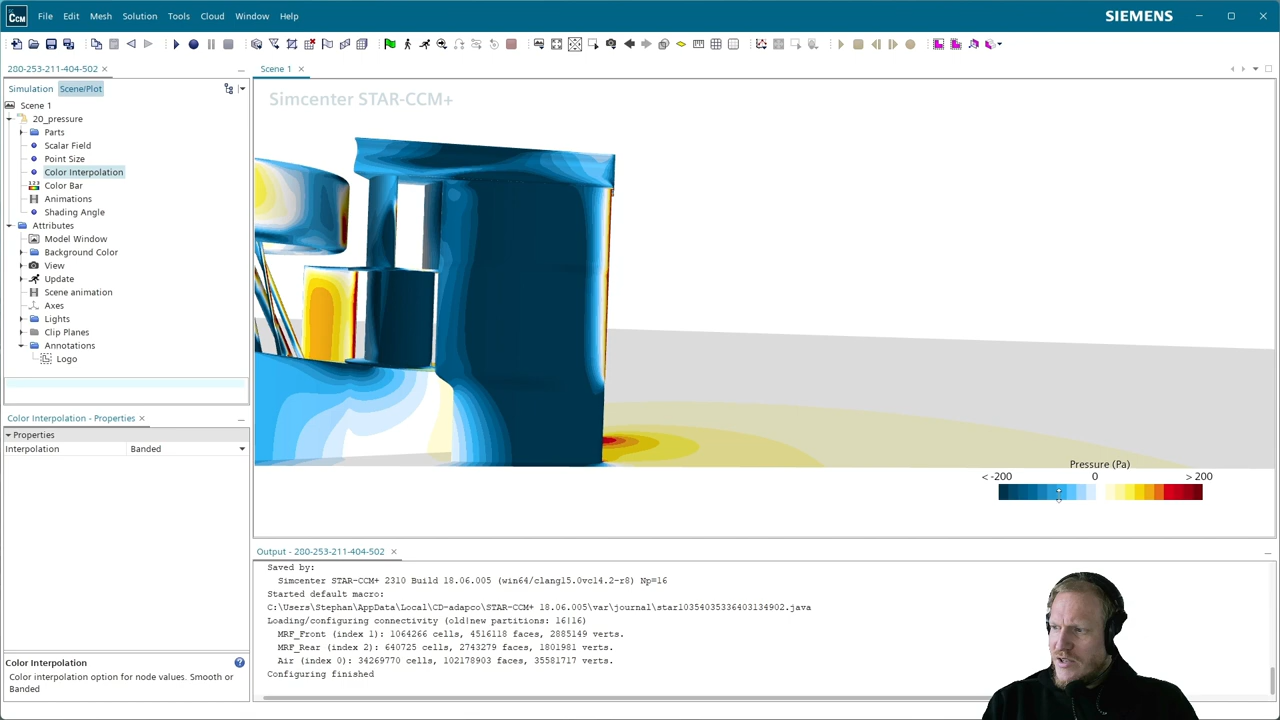 CCM File Edit Mesh Solution Tools Cloud Window Help SIEMENS
280-253-211-404-502
Simulation Scene/Plot
Scene 1
20_pressure
Parts
Scalar Field
Point Size
Color Interpolation
Color Bar
Animations
Shading Angle
Attributes
Model Window
Background Color
View
Update
Scene animation
Axes
Lights
Clip Planes
Annotations
Logo
Color Interpolation - Properties
Properties
Interpolation Banded
Color Interpolation
Color interpolation option for node values. Smooth or
Banded
Scene 1
Simcenter STAR-CCM+
Pressure (Pa)
< -200 0 > 200
Output - 280-253-211-404-502
Saved by:
Simcenter STAR-CCM+ 2310 Build 18.06.005 (win64/clang15.0vc14.2-r8) Np=16
Started default macro:
C:\Users\Stephan\AppData\Local\CD-adapco\STAR-CCM+ 18.06.005\var\journal\star10354035336403134902.java
Loading/configuring connectivity (old|new partitions: 16|16)
MRF_Front (index 1): 1064266 cells, 4516118 faces, 2885149 verts.
MRF_Rear (index 2): 640725 cells, 2743279 faces, 1801981 verts.
Air (index 0): 34269770 cells, 102178903 faces, 35581717 verts.
Configuring finished